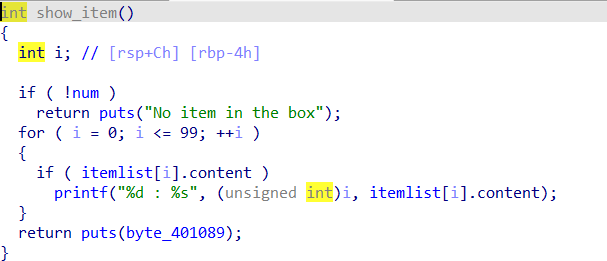 int show_item()
{
  int i; // [rsp+Ch] [rbp-4h]
  if ( !num )
    return puts("No item in the box");
  for ( i = 0; i <= 99; ++i )
  {
    if ( itemlist[i].content )
      printf("%d : %s", (unsigned int)i, itemlist[i].content);
  }
  return puts(byte_401089);
}